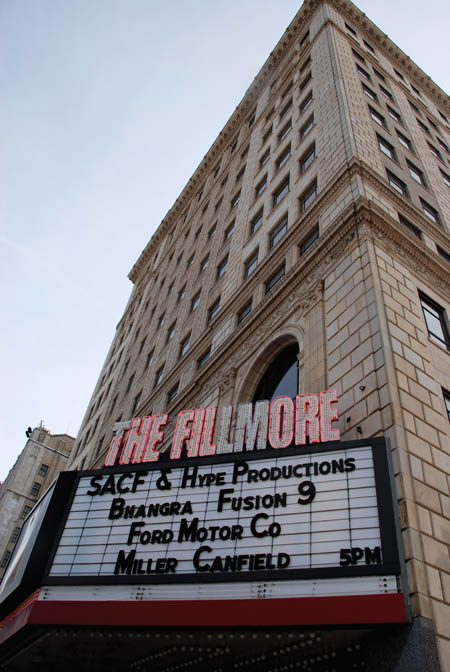 THE FILLMORE
SACF & HYPE PRODUCTIONS
BHANGRA FUSION 9
FORD MOTOR CO
MILLER CANFIELD 5PM